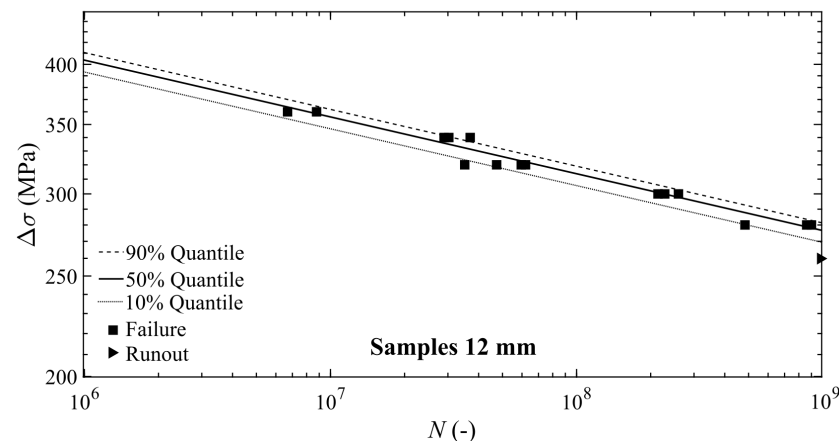 400
350
300
250
200
Δσ (MPa)
90% Quantile
50% Quantile
10% Quantile
Failure
Runout
Samples 12 mm
10⁶
10⁷
10⁸
10⁹
N (-)